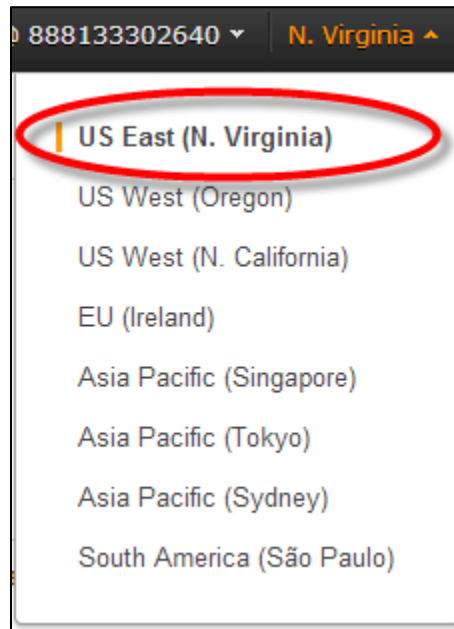 888133302640 N. Virginia
US East (N. Virginia)
US West (Oregon)
US West (N. California)
EU (Ireland)
Asia Pacific (Singapore)
Asia Pacific (Tokyo)
Asia Pacific (Sydney)
South America (São Paulo)